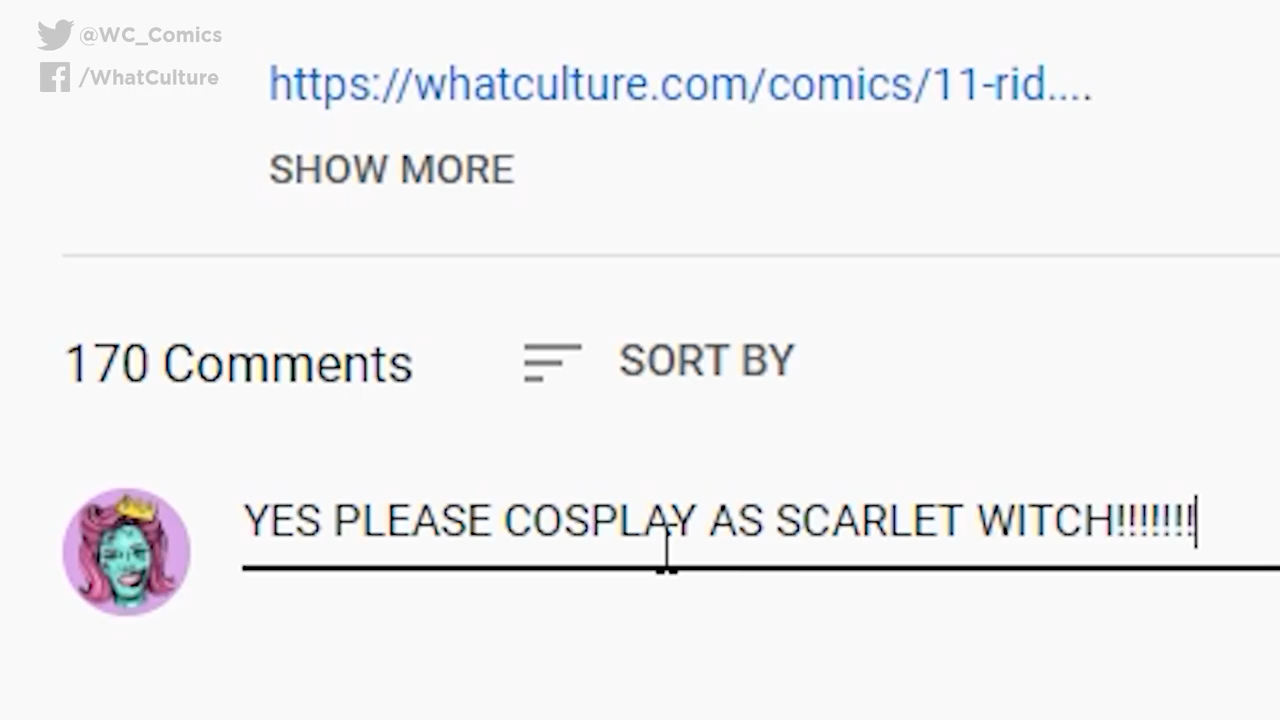 @WC_Comics
/WhatCulture
https://whatculture.com/comics/11-rid....
SHOW MORE
170 Comments
SORT BY
YES PLEASE COSPLAY AS SCARLET WITCH!!!!!!!